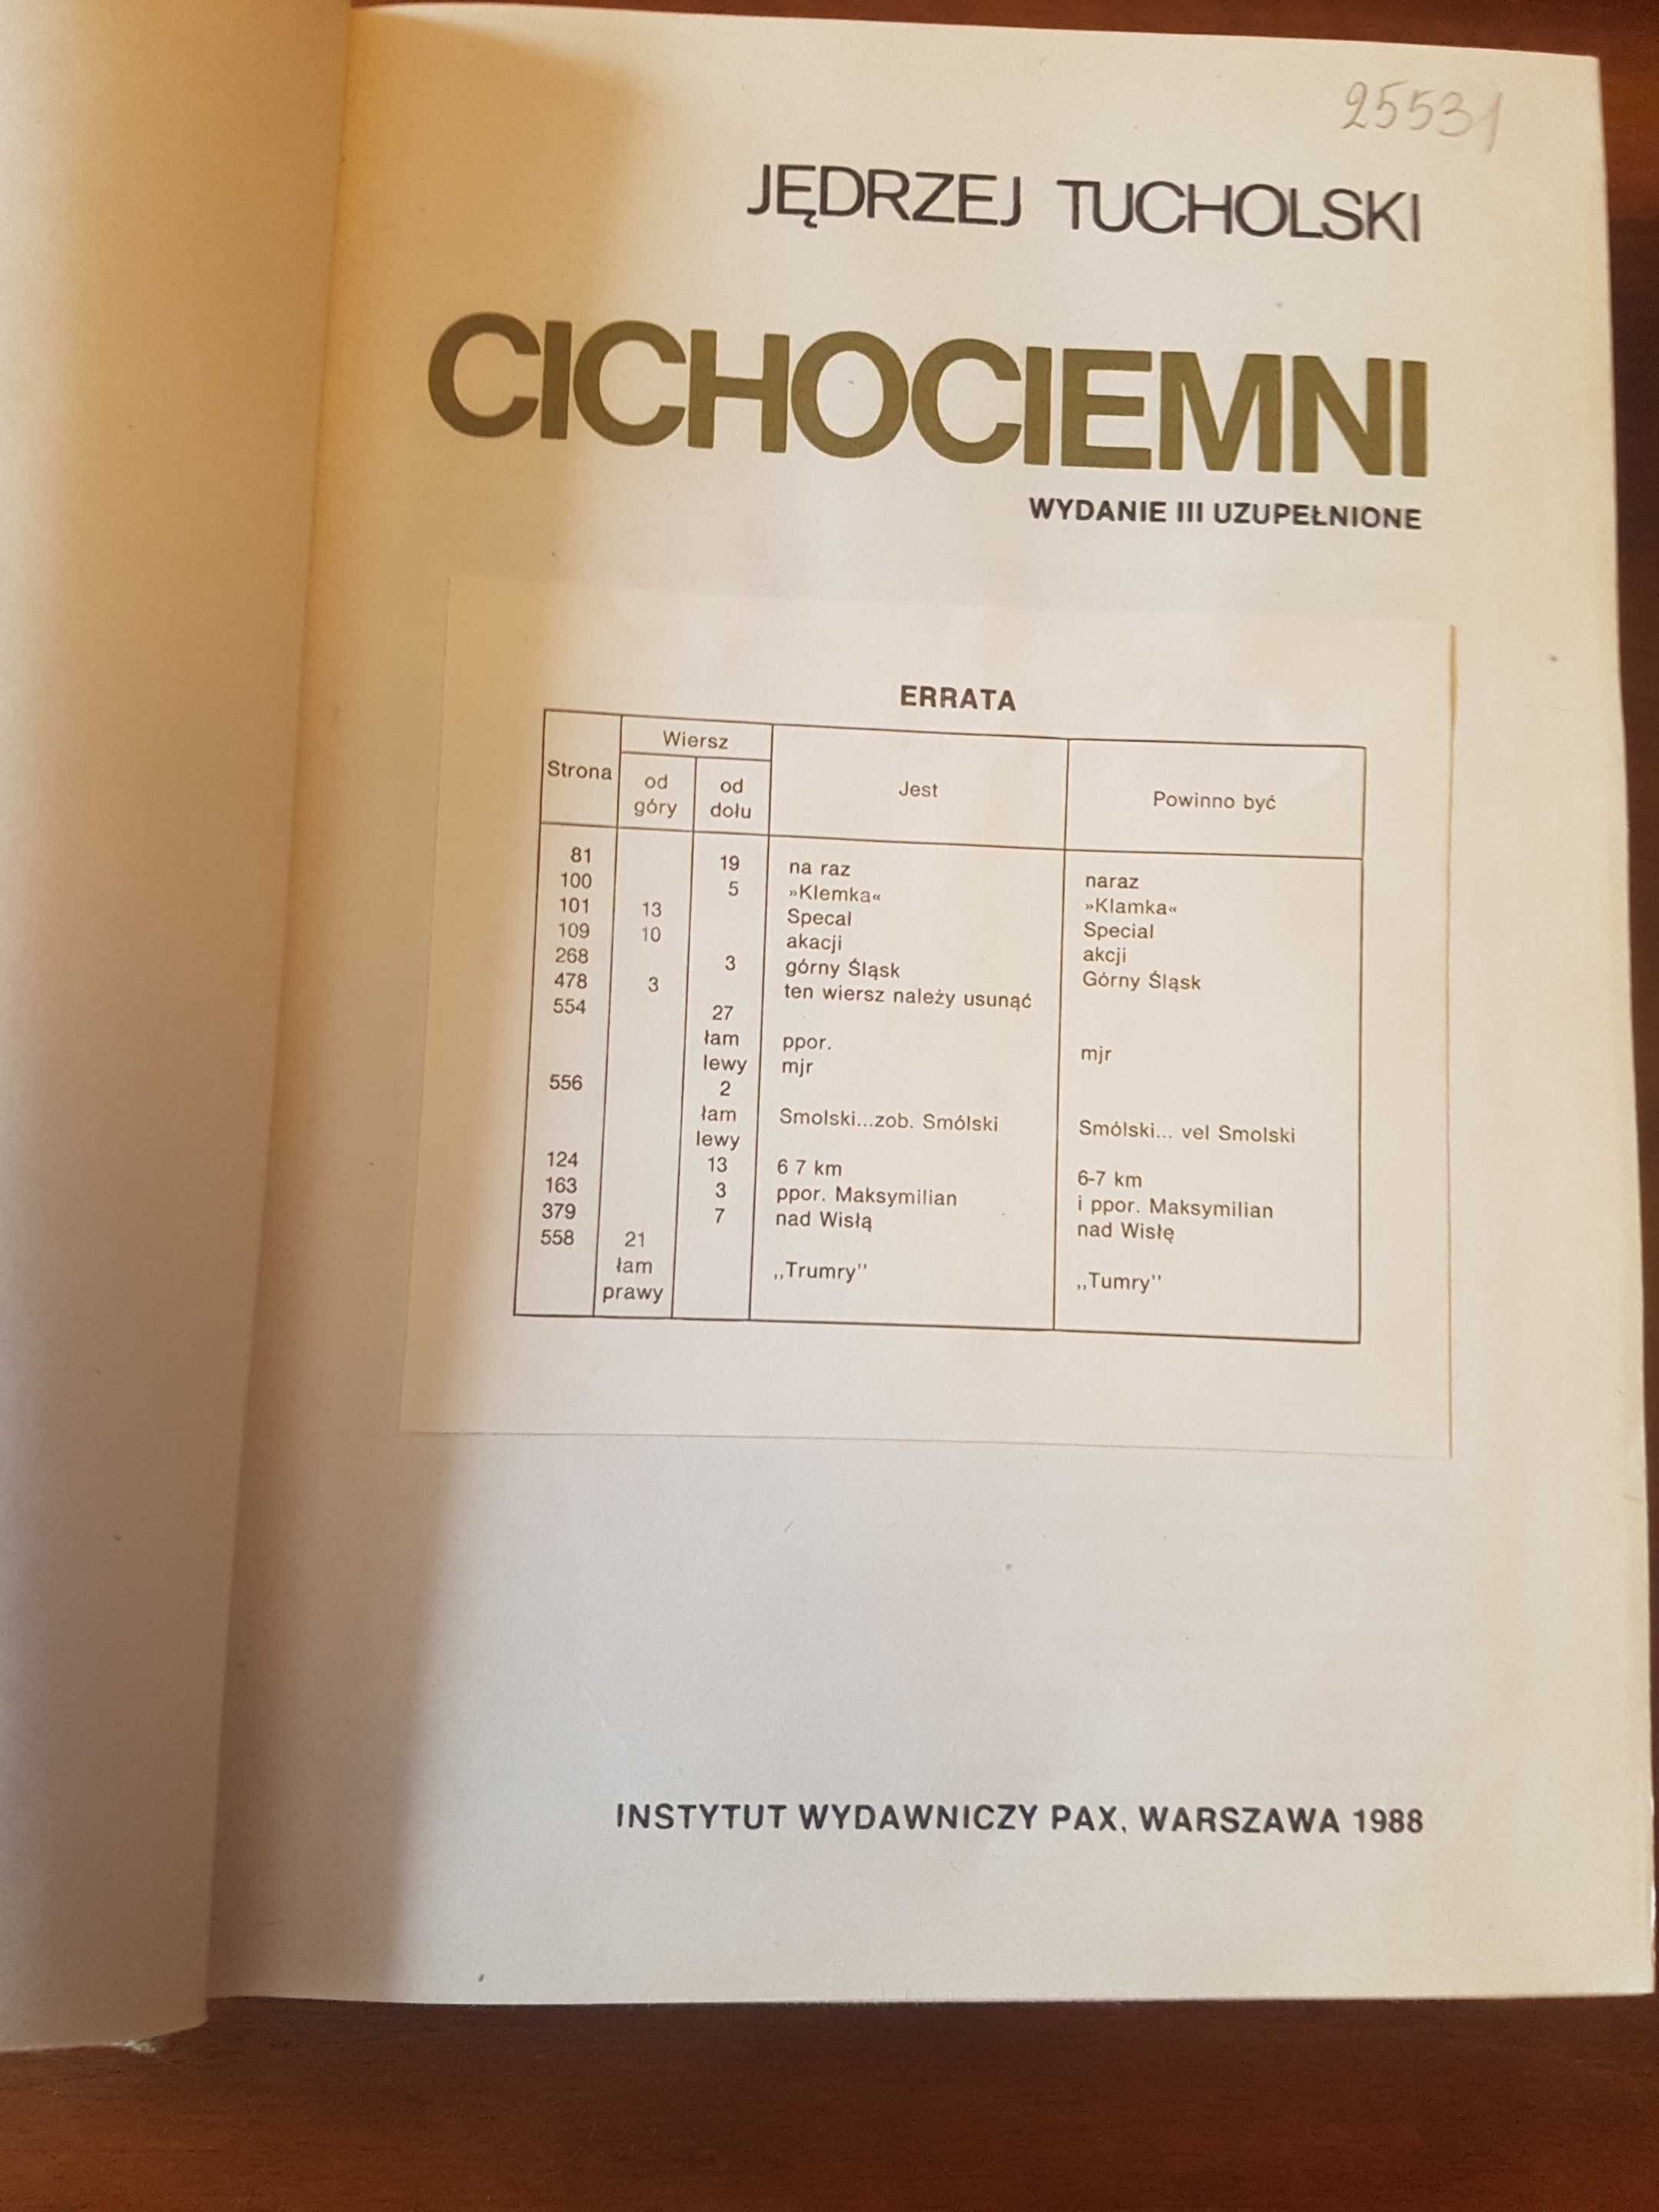 25531
JĘDRZEJ TUCHOLSKI
CICHOCIEMNI
WYDANIE III UZUPEŁNIONE
ERRATA
Strona Wiersz Jest Powinno być
od góry od dołu
81 19 na raz naraz
100 5 »Klemka« »Klamka«
101 13 Specal Special
109 10 akacji akcji
268 3 górny Śląsk Górny Śląsk
478 3 ten wiersz należy usunąć
554 27
łam ppor. mjr
lewy mjr
556 2
łam Smolski...zob. Smólski Smólski... vel Smolski
lewy
124 13 6 7 km 6-7 km
163 3 ppor. Maksymilian i ppor. Maksymilian
379 7 nad Wisłą nad Wisłę
558 21
łam „Trumry” „Tumry”
prawy
INSTYTUT WYDAWNICZY PAX, WARSZAWA 1988